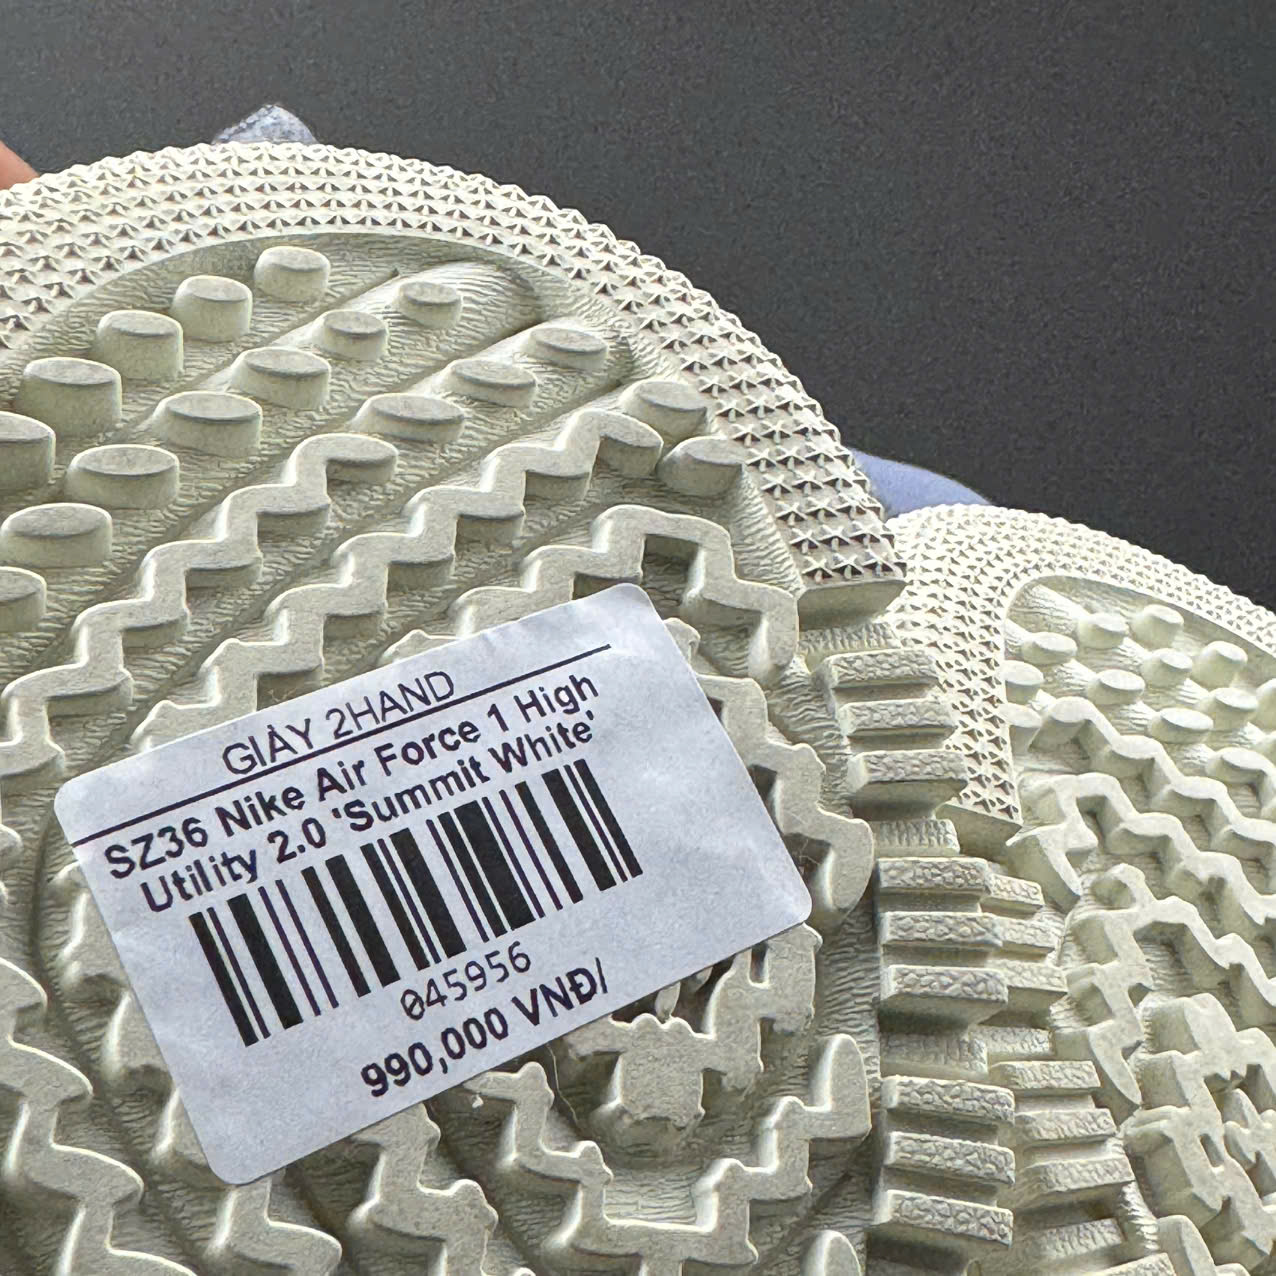 GIÀY 2HAND
SZ36 Nike Air Force 1 High
Utility 2.0 'Summit White'
045956
990,000 VNĐ/